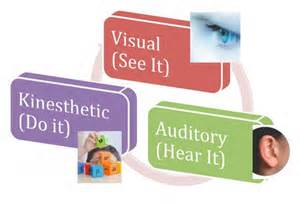 Visual
(See It)
Kinesthetic
(Do it)
Auditory
(Hear It)